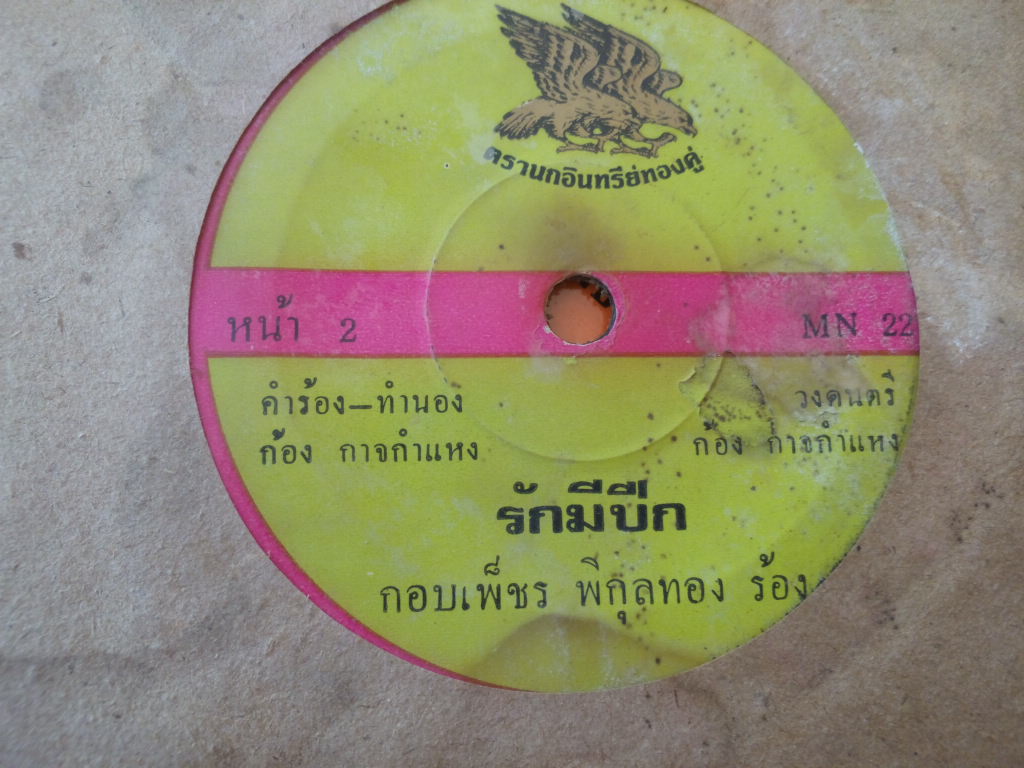 ตรานกอินทรีย์ทองคู่
หน้า 2
MN 22
คำร้อง–ทำนอง
ก้อง กาจกำแหง
วงดนตรี
ก้อง กาจกำแหง
รักมีปีก
กอบเพ็ชร พิกุลทอง ร้อง